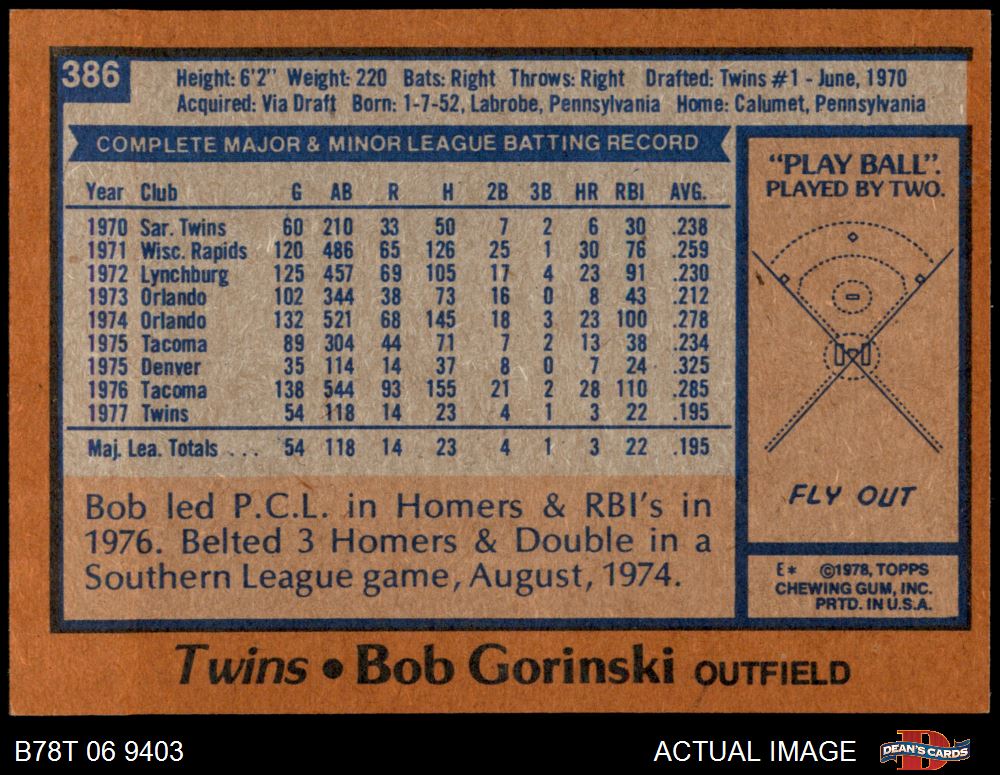 386
Height: 6'2" Weight: 220 Bats: Right Throws: Right Drafted: Twins #1 - June, 1970
Acquired: Via Draft Born: 1-7-52, Labrobe, Pennsylvania Home: Calumet, Pennsylvania
COMPLETE MAJOR & MINOR LEAGUE BATTING RECORD
Year Club G AB R H 2B 3B HR RBI AVG.
1970 Sar. Twins 60 210 33 50 7 2 6 30 .238
1971 Wisc. Rapids 120 486 65 126 25 1 30 76 .259
1972 Lynchburg 125 457 69 105 17 4 23 91 .230
1973 Orlando 102 344 38 73 16 0 8 43 .212
1974 Orlando 132 521 68 145 18 3 23 100 .278
1975 Tacoma 89 304 44 71 7 2 13 38 .234
1975 Denver 35 114 14 37 8 0 7 24 .325
1976 Tacoma 138 544 93 155 21 2 28 110 .285
1977 Twins 54 118 14 23 4 1 3 22 .195
Maj. Lea. Totals . . . 54 118 14 23 4 1 3 22 .195
Bob led P.C.L. in Homers & RBI's in
1976. Belted 3 Homers & Double in a
Southern League game, August, 1974.
"PLAY BALL".
PLAYED BY TWO.
FLY OUT
E* ©1978, TOPPS
CHEWING GUM, INC.
PRTD. IN U.S.A.
Twins • Bob Gorinski OUTFIELD
B78T 06 9403
ACTUAL IMAGE
D
DEAN'S CARDS